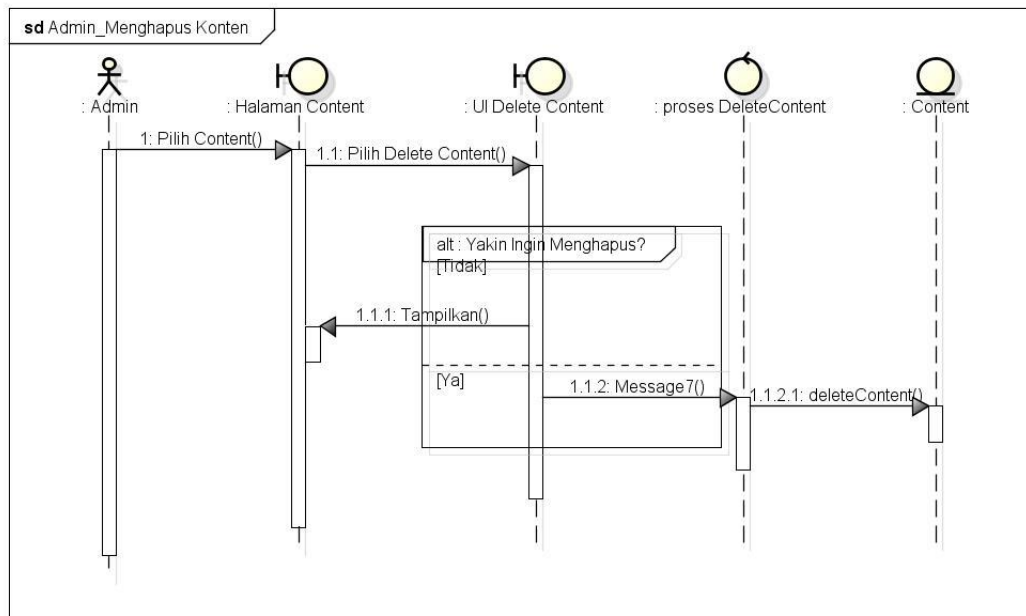 sd Admin_Menghapus Konten
: Admin
: Halaman Content
: UI Delete Content
: proses DeleteContent
: Content
1: Pilih Content()
1.1: Pilih Delete Content()
alt : Yakin Ingin Menghapus?
[Tidak]
1.1.1: Tampilkan()
[Ya]
1.1.2: Message7()
1.1.2.1: deleteContent()